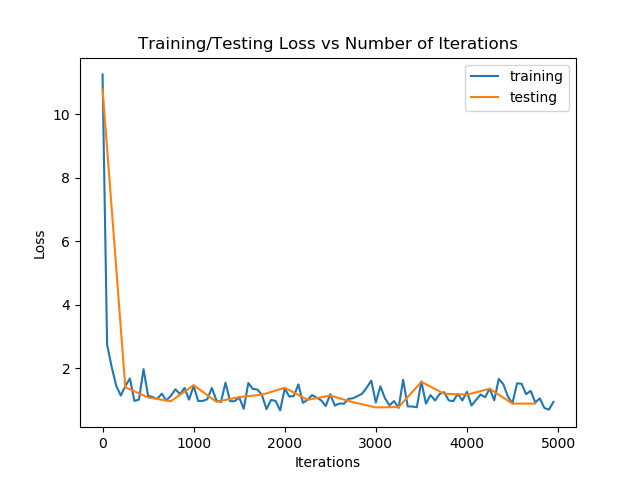 Training/Testing Loss vs Number of Iterations
training
testing
10
8
6
4
2
Loss
0 1000 2000 3000 4000 5000
Iterations